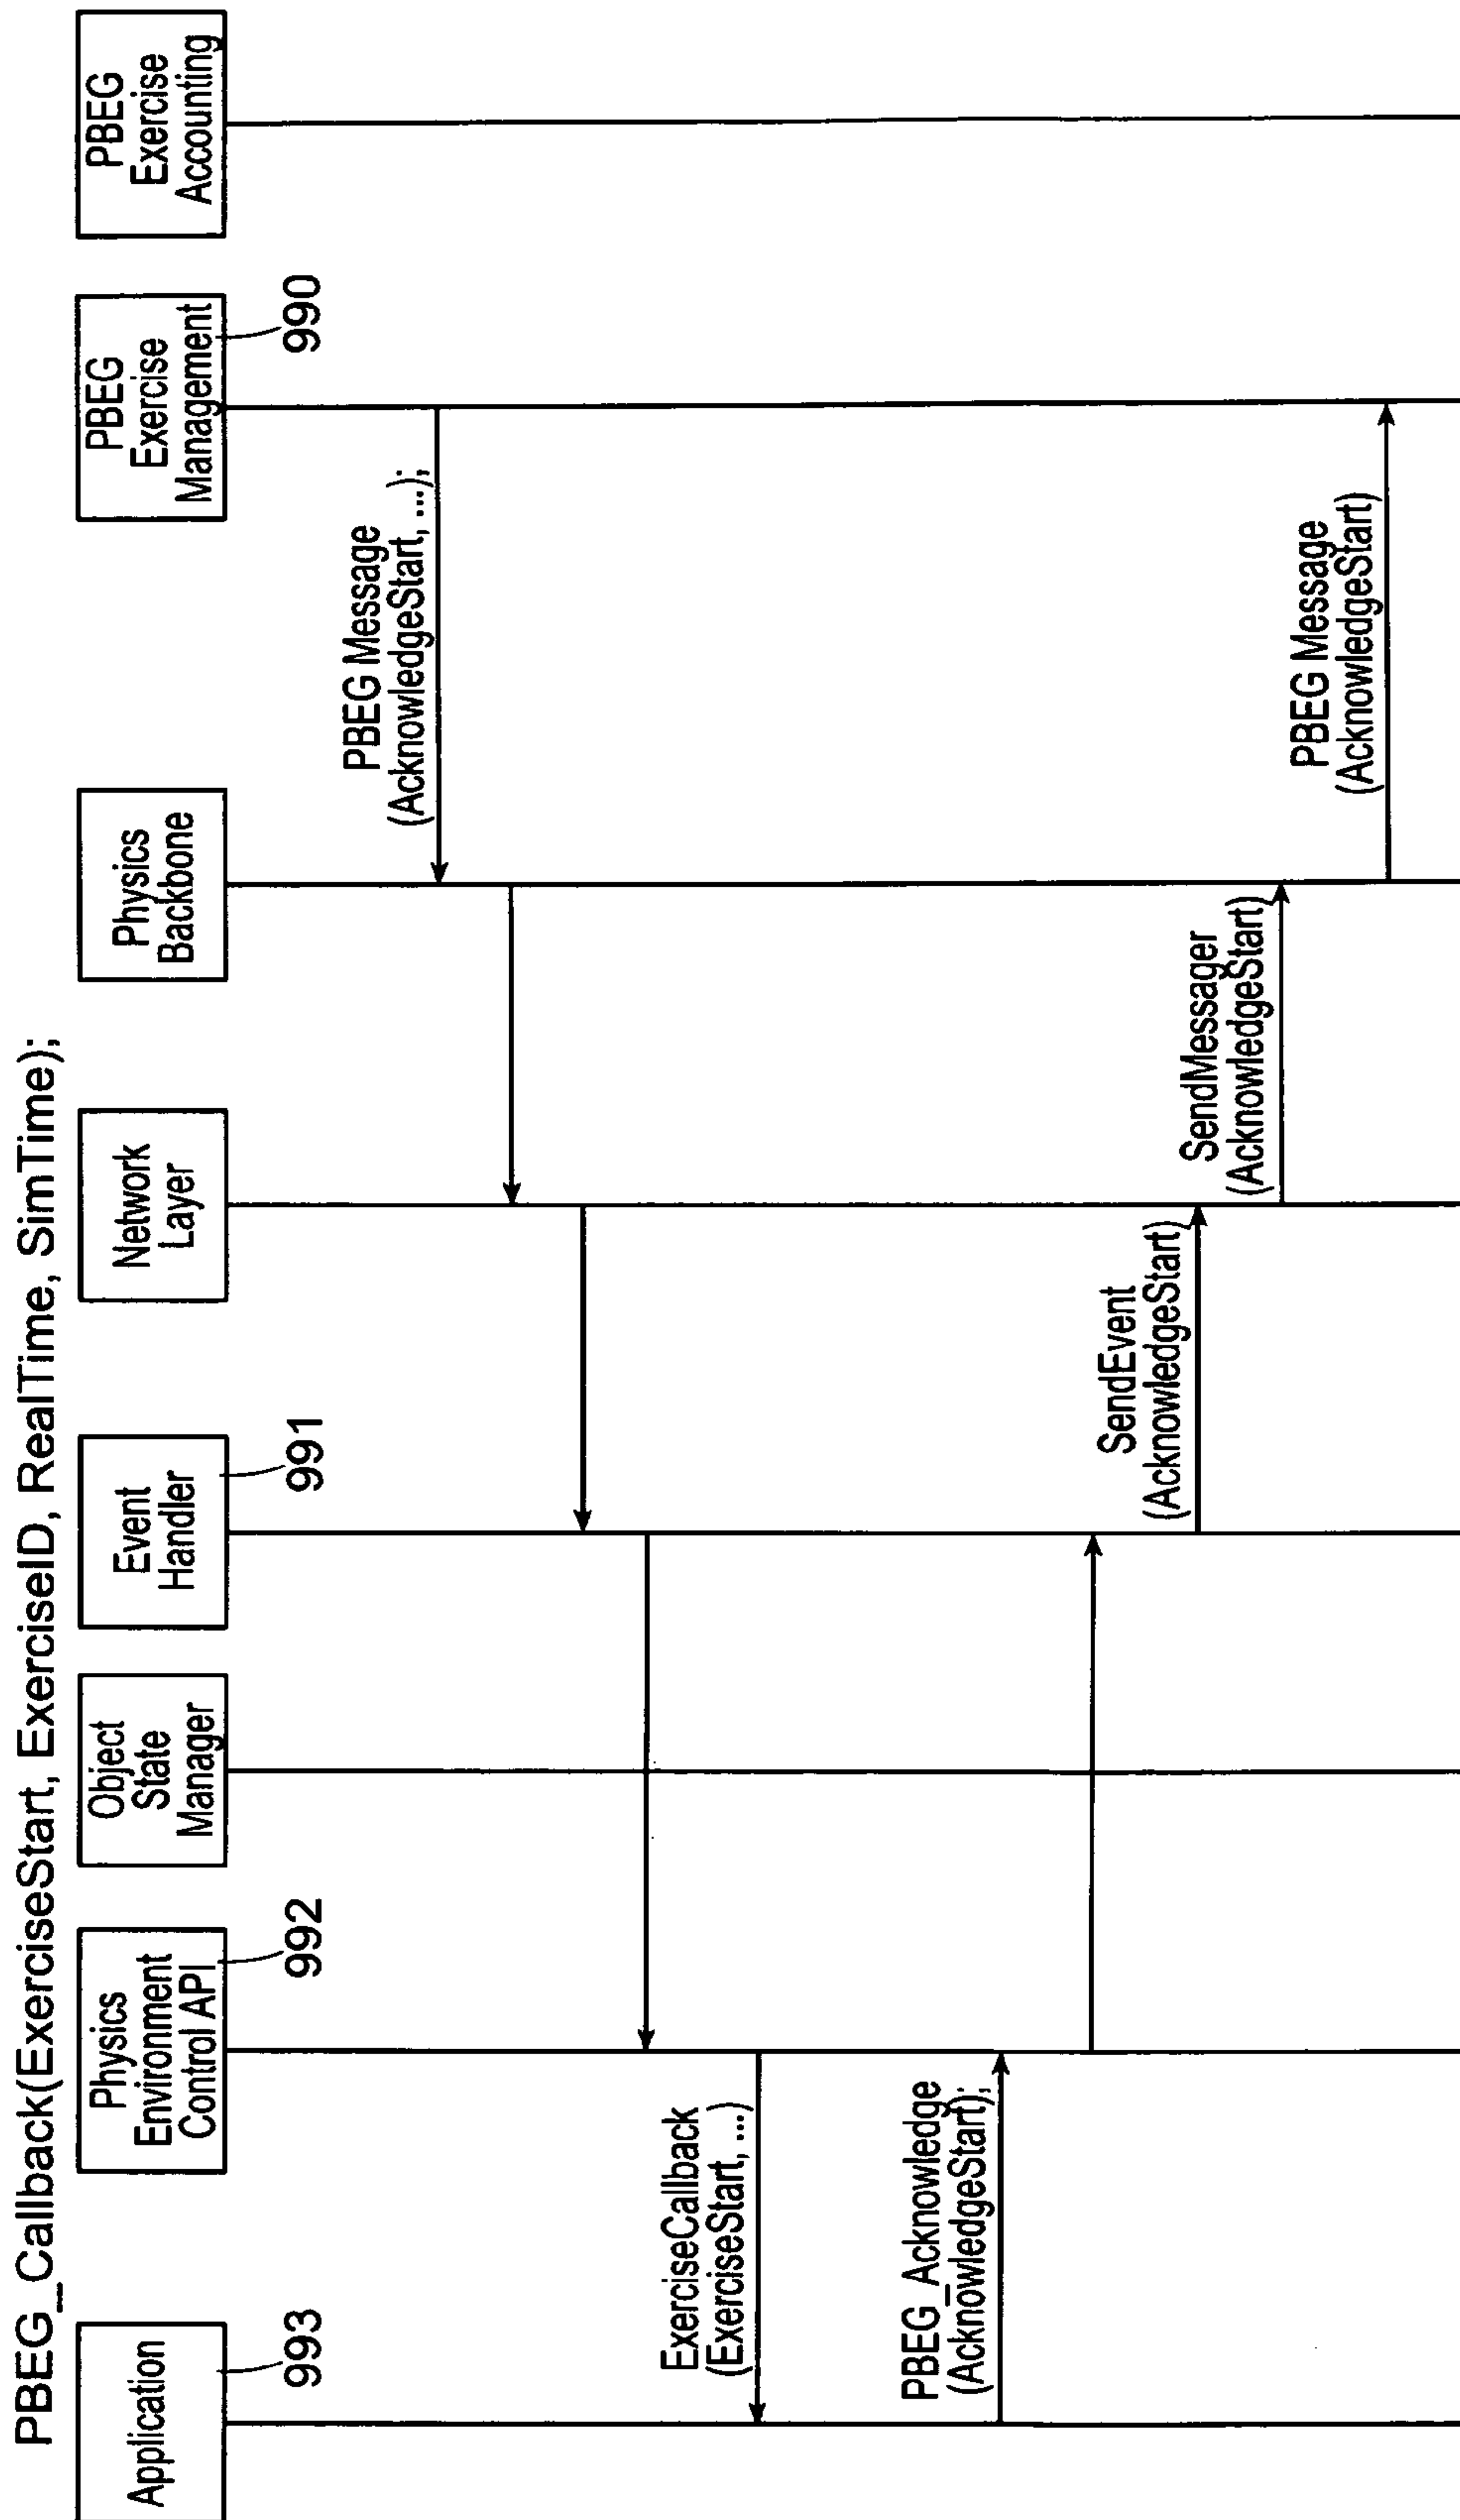 PBEG_Callback(ExerciseStart, ExerciseID, RealTime, SimTime);
Application
993
Physics
Environment
Control API
992
Object
State
Manager
Event
Handler
991
Network
Layer
Physics
Backbone
PBEG
Exercise
Management
990
PBEG
Exercise
Accounting
PBEG Message
(AcknowledgeStart, ...);
ExerciseCallback
(ExerciseStart, ...)
PBEG_Acknowledge
(AcknowledgeStart);
SendEvent
(AcknowledgeStart)
SendMessager
(AcknowledgeStart)
PBEG Message
(AcknowledgeStart)